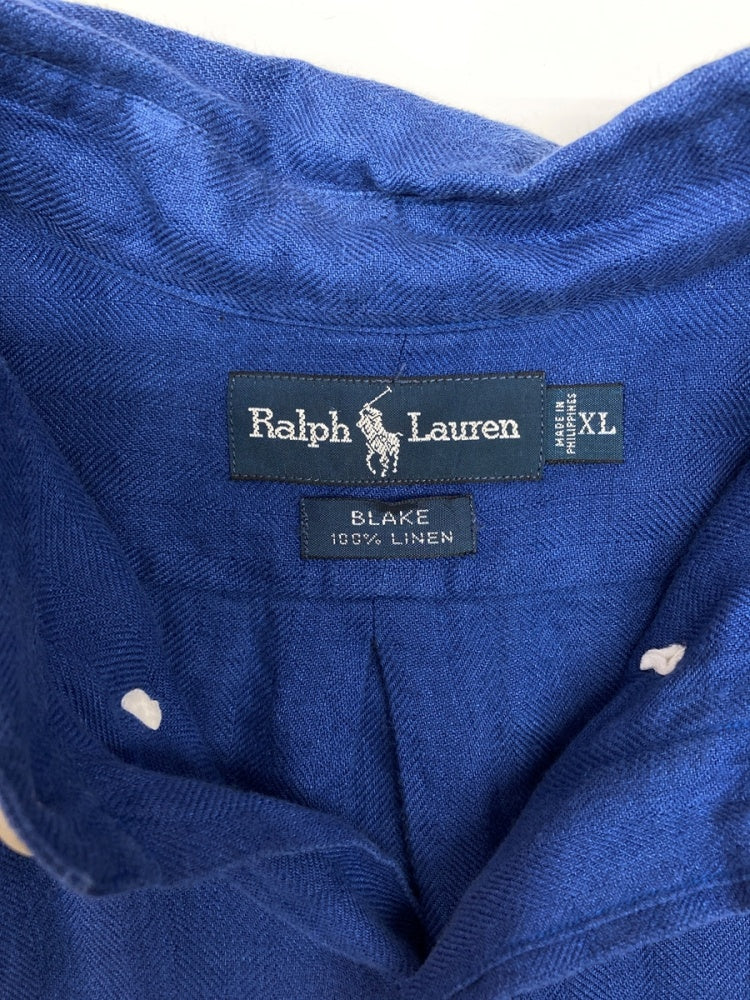 Ralph Lauren
MADE IN
PHILIPPINES
XL
BLAKE
100% LINEN